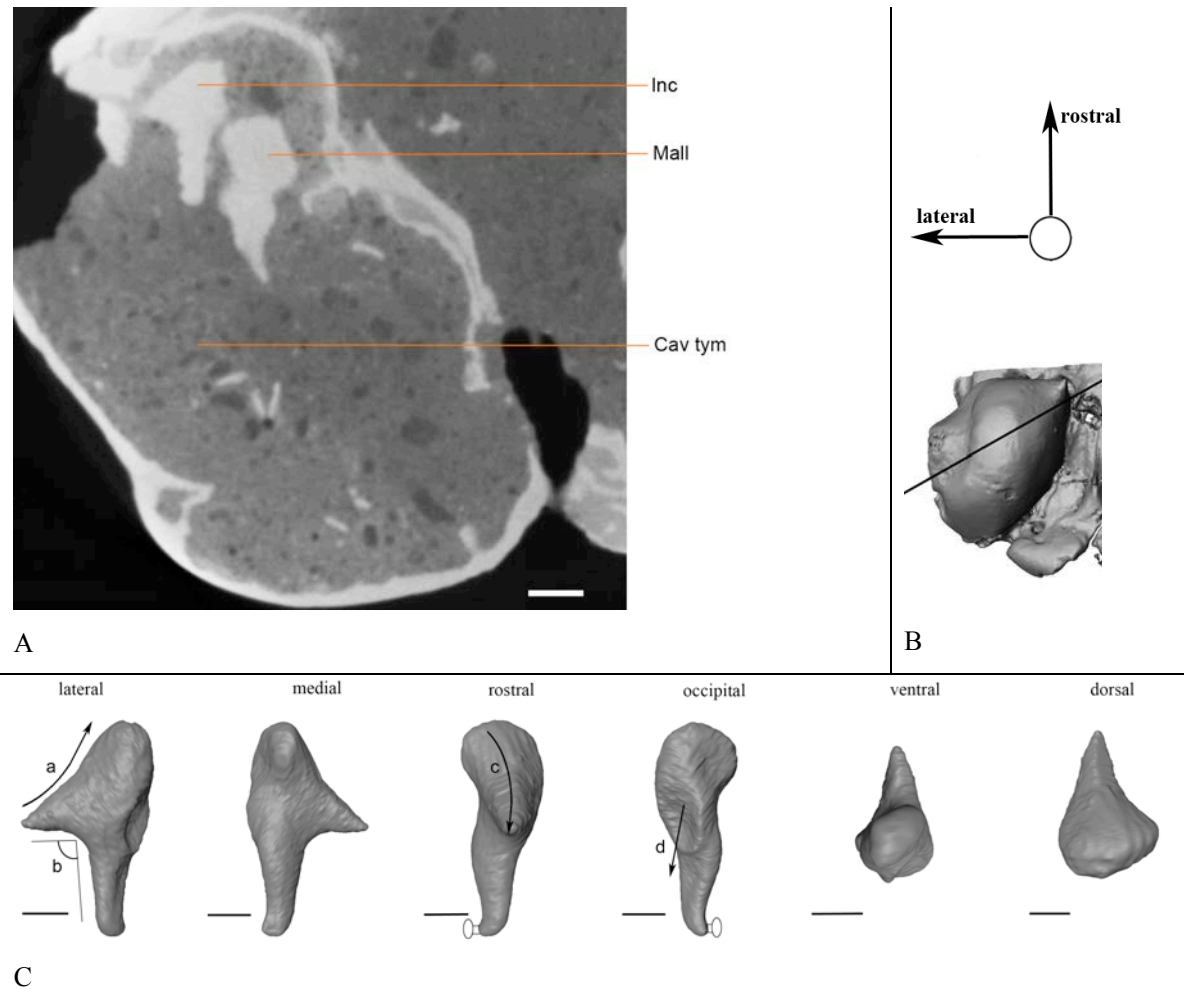 Inc
Mall
Cav tym
A
rostral
lateral
B
lateral medial rostral occipital ventral dorsal
a
b
c
d
C